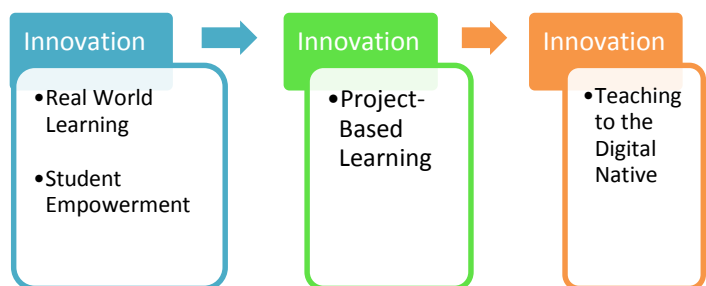 Innovation
•Real World
Learning
•Student
Empowerment
Innovation
•Project-
Based
Learning
Innovation
•Teaching
to the
Digital
Native